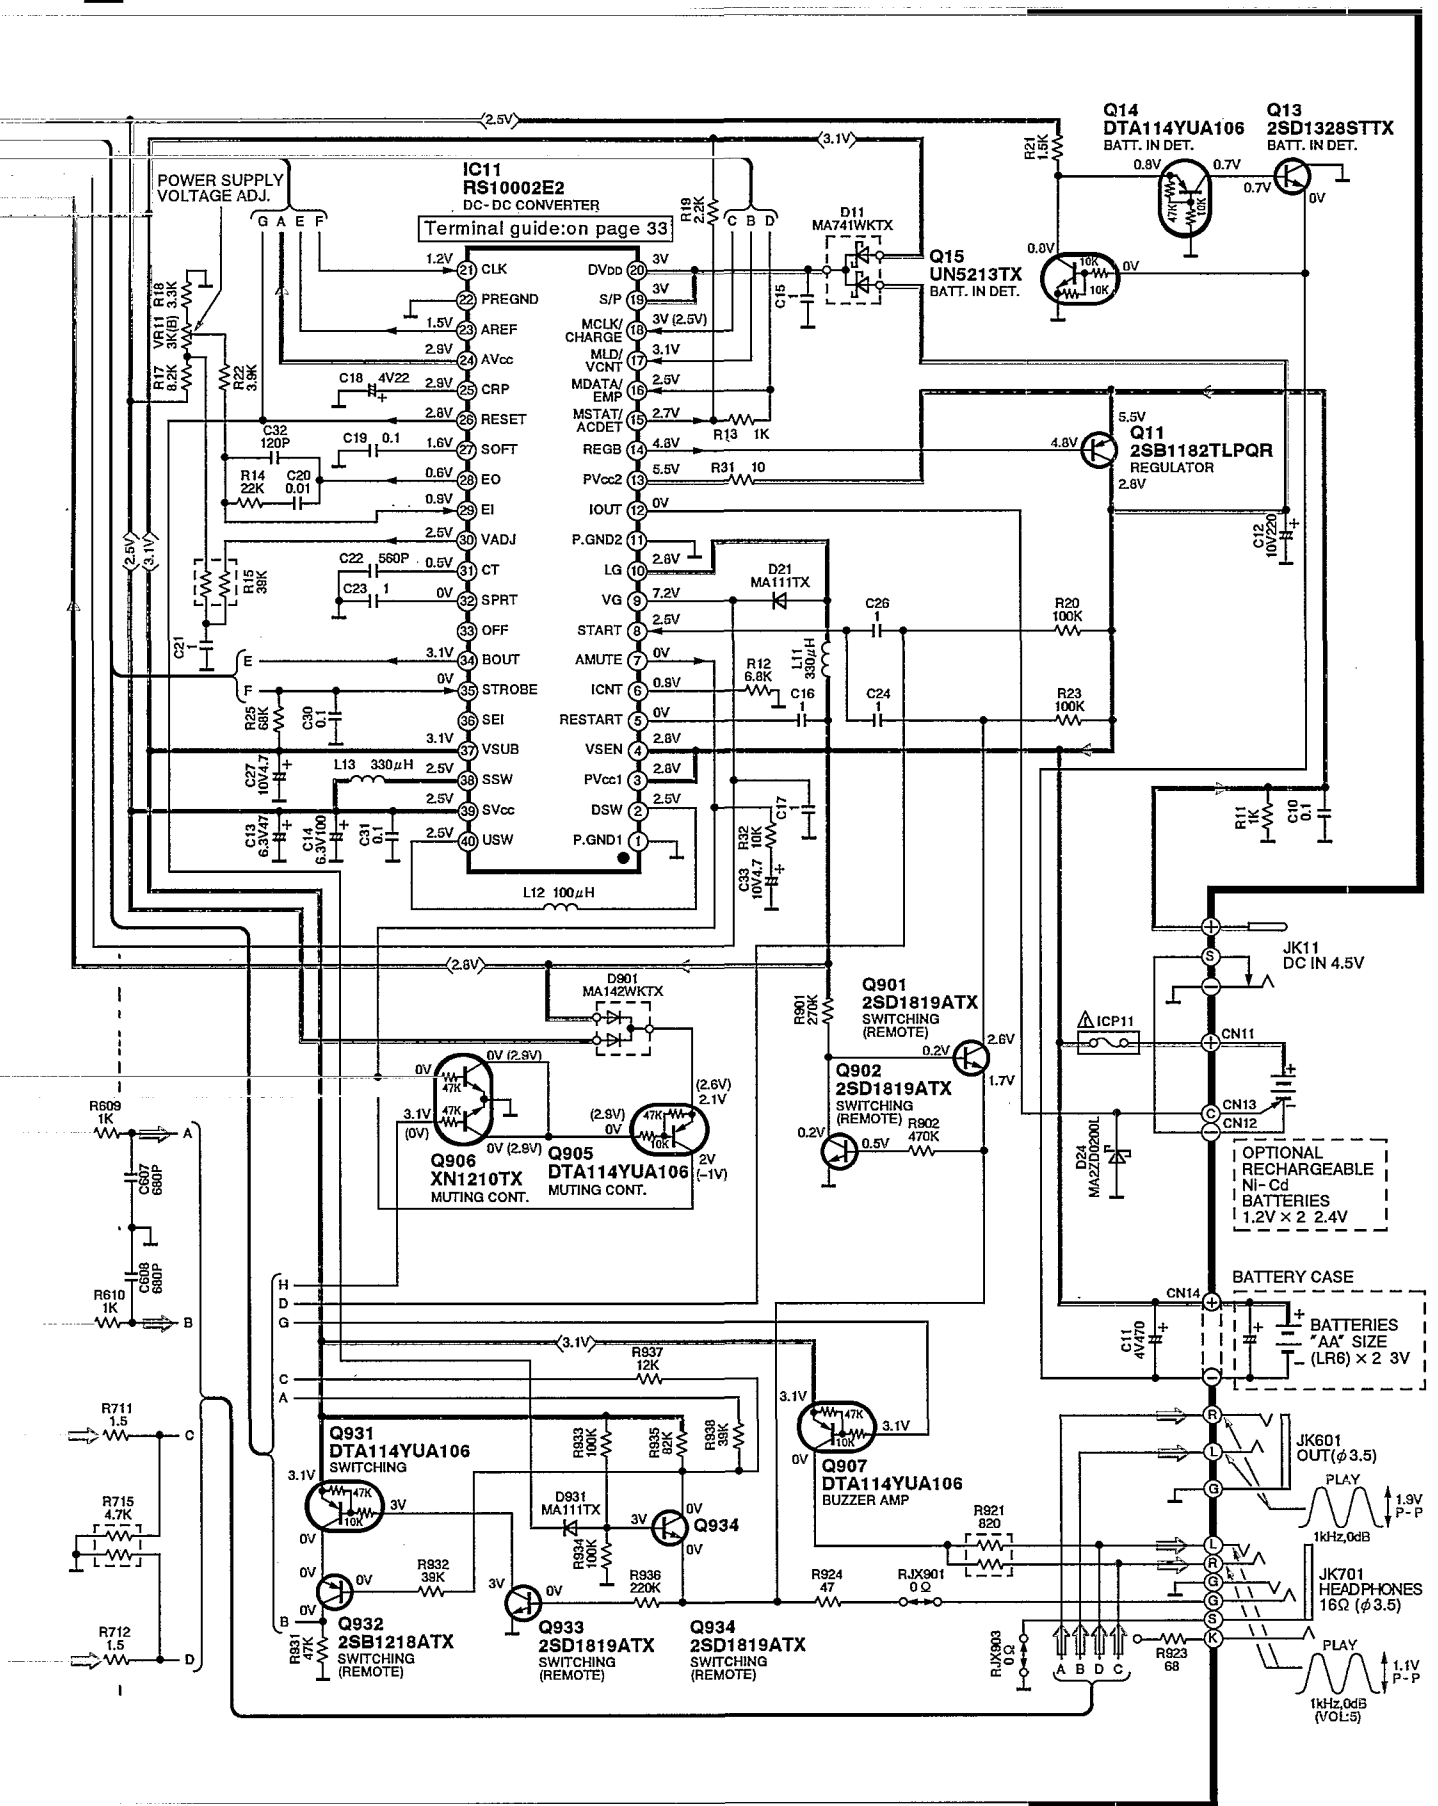 2.5V
3.1V
Q14
DTA114YUA106
BATT. IN DET.
Q13
2SD1328STTX
BATT. IN DET.
R21
1.5K
0.8V
0.7V
0.7V
0V
47K
10K
IC11
RS10002E2
DC-DC CONVERTER
Terminal guide:on page 33
POWER SUPPLY
VOLTAGE ADJ.
G A E F
R19
2.2K
C B D
D11
MA741WKTX
Q15
UN5213TX
BATT. IN DET.
0.8V
10K
10K
0V
1.2V 21 CLK
22 PREGND
1.5V 23 AREF
2.9V 24 AVcc
2.9V 25 CRP
2.8V 26 RESET
1.6V 27 SOFT
0.6V 28 EO
0.9V 29 EI
2.5V 30 VADJ
0.5V 31 CT
0V 32 SPRT
33 OFF
3.1V 34 BOUT
0V 35 STROBE
36 SEI
3.1V 37 VSUB
2.5V 38 SSW
2.5V 39 SVcc
2.5V 40 USW
DVDD 20 3V
S/P 19 3V
MCLK/
CHARGE 18 3V (2.5V)
MLD/
VCNT 17 3.1V
MDATA/
EMP 16 2.5V
MSTAT/
ACDET 15 2.7V
REGB 14 4.8V
PVcc2 13 5.5V
IOUT 12 0V
P.GND2 11
LG 10 2.8V
VG 9 7.2V
START 8 2.5V
AMUTE 7 0V
ICNT 6 0.9V
RESTART 5 0V
VSEN 4 2.8V
PVcc1 3 2.8V
DSW 2 2.5V
P.GND1 1
C15
1
R18
3.3K
VR11
3K(B)
R17
8.2K
R22
3.9K
C18 4V22
+
C32
120P
C19 0.1
R14
22K
C20
0.01
R13 1K
R31 10
5.5V
4.8V
Q11
2SB1182TLPQR
REGULATOR
2.8V
C12
10V220
+
2.5V
3.1V
R15
39K
C22 560P
C23 1
C21
1
D21
MA111TX
L11
330μH
C26
1
R20
100K
R12
6.8K
C16
1
C24
1
R23
100K
E
F
R25
68K
C30
0.1
L13 330μH
C27
10V4.7
+
C13
6.3V47
+
C14
6.3V100
+
C31
0.1
L12 100μH
C17
1
R32
10K
C33
10V4.7
+
R11
1K
C10
0.1
+
JK11
DC IN 4.5V
S
−
2.8V
D901
MA142WKTX
R901
270K
Q901
2SD1819ATX
SWITCHING
(REMOTE)
0.2V
2.6V
1.7V
ICP11
CN11
+
C CN13
− CN12
Q902
2SD1819ATX
SWITCHING
(REMOTE)
0.2V
0.5V
R902
470K
D24
MA2ZD0200L
OPTIONAL
RECHARGEABLE
Ni-Cd
BATTERIES
1.2V × 2 2.4V
0V (2.9V)
0V
47K
47K
3.1V
(0V)
0V (2.9V)
Q906
XN1210TX
MUTING CONT.
(2.9V)
0V
47K
10K
(2.6V)
2.1V
2V
(−1V)
Q905
DTA114YUA106
MUTING CONT.
R609
1K
A
C607
680P
C608
680P
R610
1K
B
H
D
G
C
A
B
BATTERY CASE
CN14
+
C11
4V470
+
−
+
BATTERIES
"AA" SIZE
(LR6) × 2 3V
3.1V
R937
12K
R711
1.5
C
R715
4.7K
R712
1.5
D
Q931
DTA114YUA106
SWITCHING
3.1V
47K
10K
3V
0V
R933
100K
R935
82K
R938
39K
D931
MA111TX
3V
0V
0V
Q934
R934
100K
0V
0V
0V
Q932
2SB1218ATX
SWITCHING
(REMOTE)
R931
47K
R932
39K
3V
0V
Q933
2SD1819ATX
SWITCHING
(REMOTE)
R936
220K
Q934
2SD1819ATX
SWITCHING
(REMOTE)
3.1V
47K
10K
3.1V
0V
Q907
DTA114YUA106
BUZZER AMP
R921
820
R924
47
RJX901
0Ω
RJX903
0Ω
A B D C
R923
68
R
L
G
JK601
OUT(φ3.5)
PLAY
1.9V
P-P
1kHz,0dB
L
R
G
G
S
K
JK701
HEADPHONES
16Ω (φ3.5)
PLAY
1.1V
P-P
1kHz,0dB
(VOL:5)